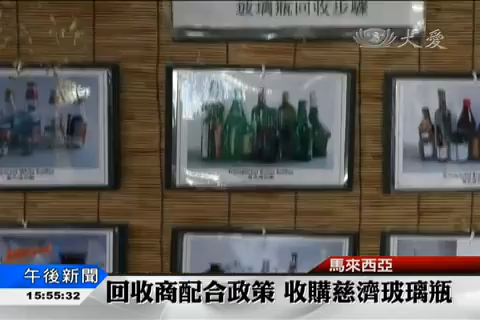 玻璃瓶回收步驟
大愛
馬來西亞
午後新聞
回收商配合政策 收購慈濟玻璃瓶
15:55:32